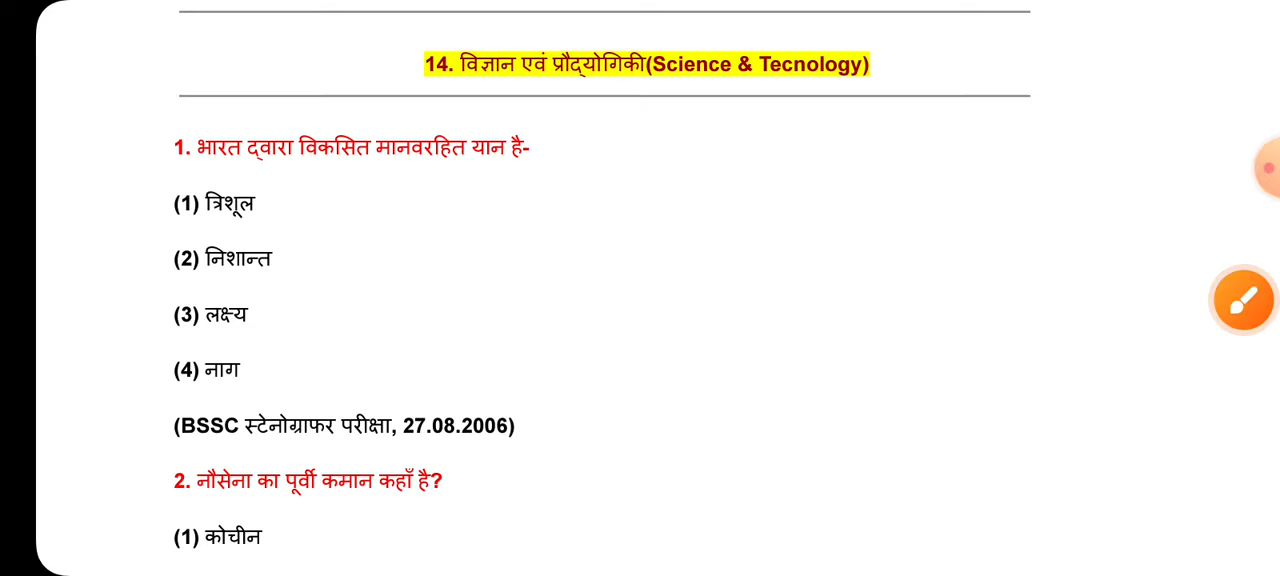 14. विज्ञान एवं प्रौद्योगिकी(Science & Tecnology)
1. भारत द्वारा विकसित मानवरहित यान है-
(1) त्रिशूल
(2) निशान्त
(3) लक्ष्य
(4) नाग
(BSSC स्टेनोग्राफर परीक्षा, 27.08.2006)
2. नौसेना का पूर्वी कमान कहाँ है?
(1) कोचीन